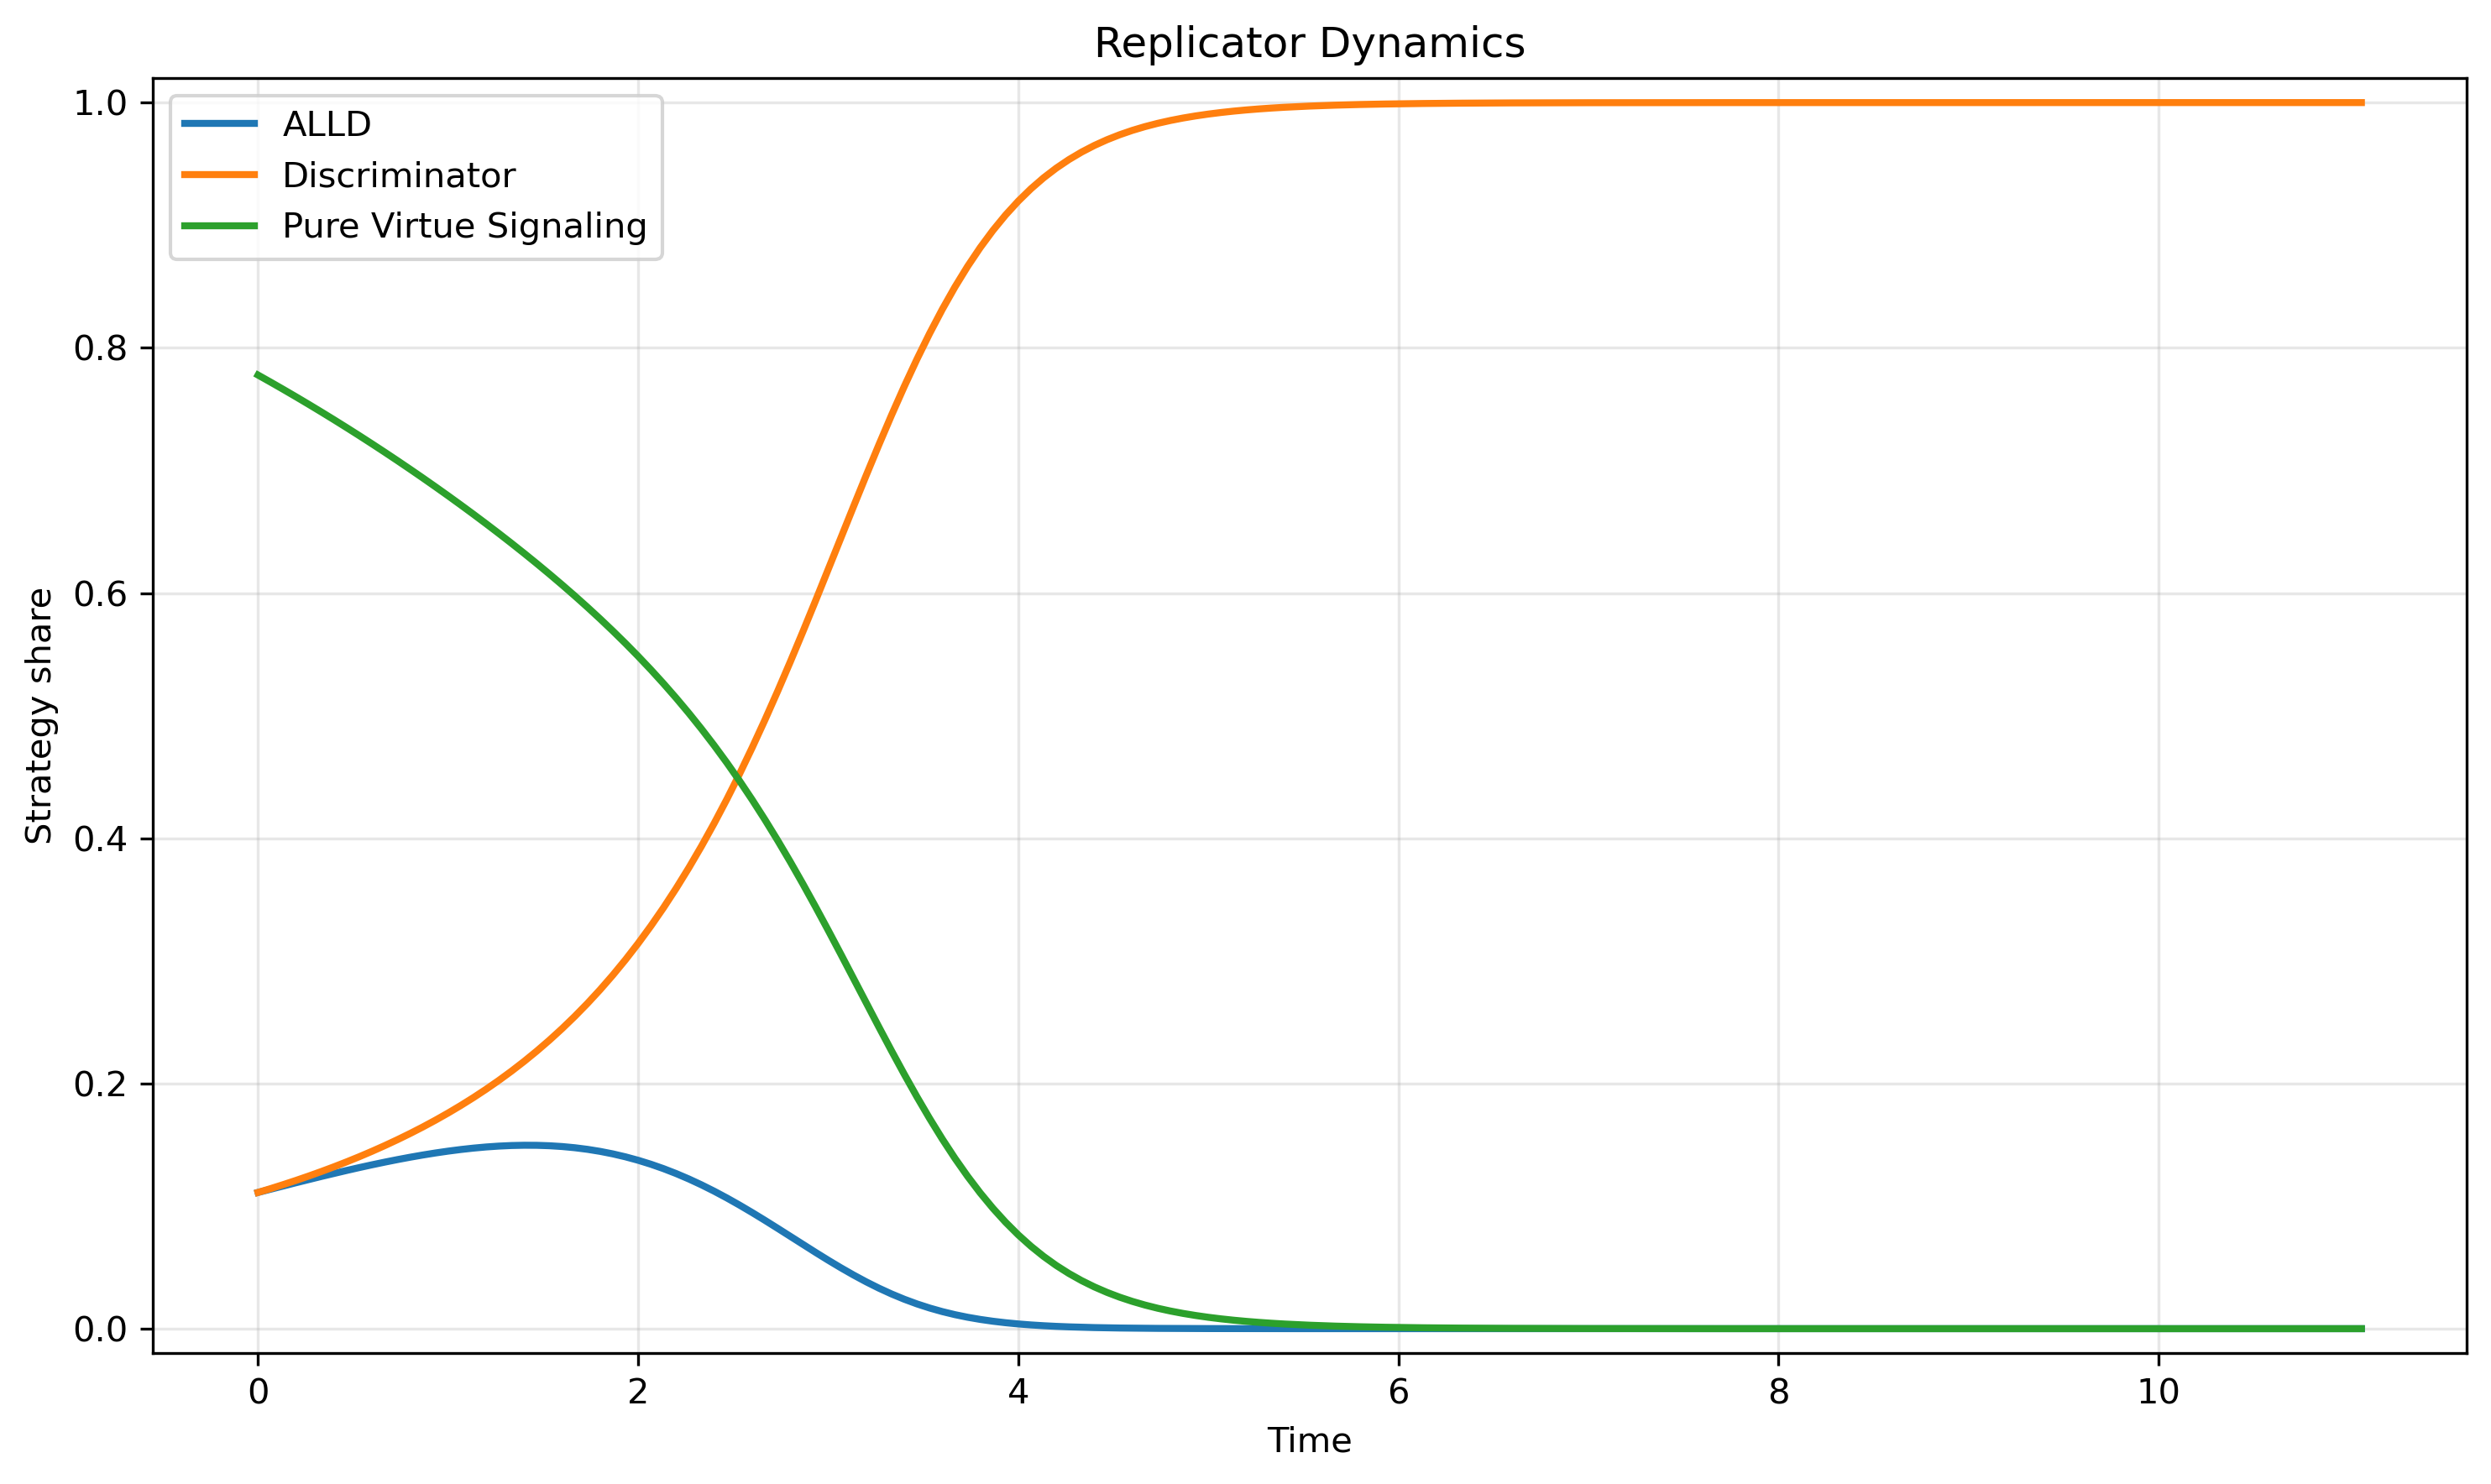 Replicator Dynamics
ALLD
Discriminator
Pure Virtue Signaling
Strategy share
1.0
0.8
0.6
0.4
0.2
0.0
0 2 4 6 8 10
Time